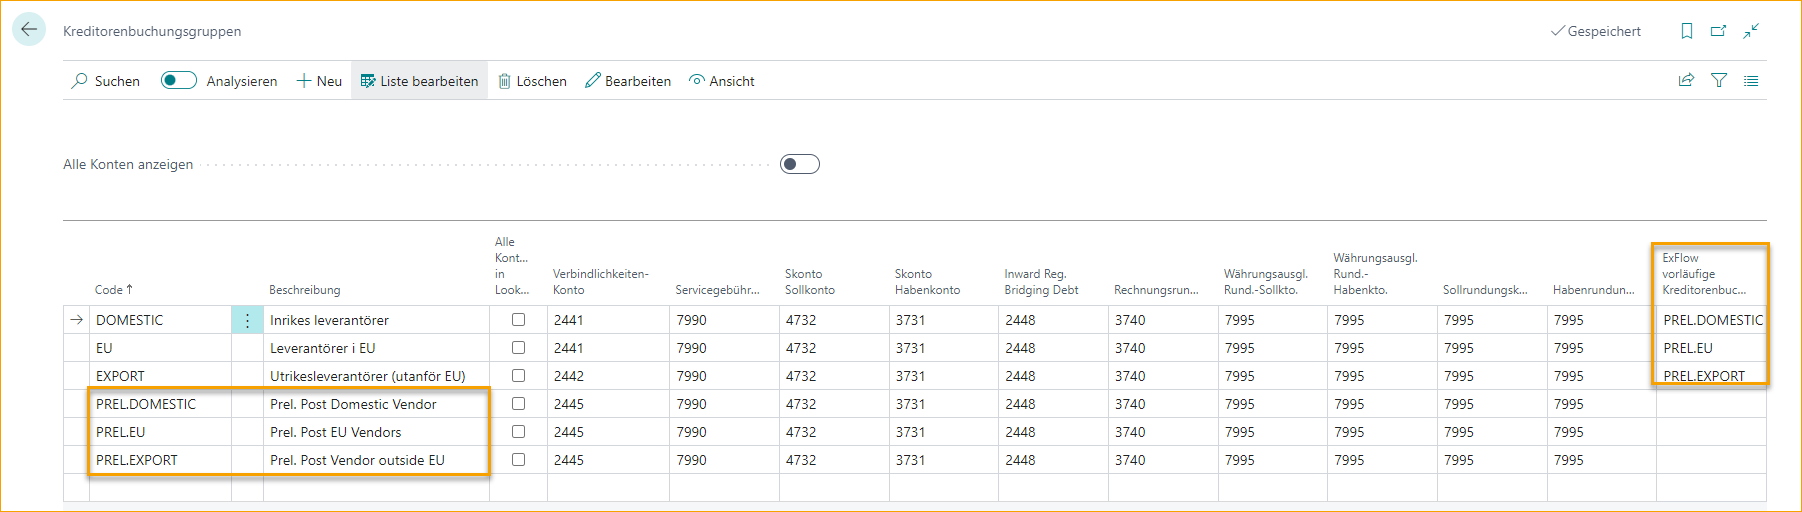 Kreditorenbuchungsgruppen
Gespeichert
Suchen Analysieren Neu Liste bearbeiten Löschen Bearbeiten Ansicht
Alle Konten anzeigen
Code ↑
Beschreibung
Alle
Kont...
in
Look...
Verbindlichkeiten-
Konto
Servicegebühr...
Skonto
Sollkonto
Skonto
Habenkonto
Inward Reg.
Bridging Debt
Rechnungsrun...
Währungsausgl.
Rund.-Sollkto.
Währungsausgl.
Rund.-
Habenkto.
Sollrundungsk...
Habenrundun...
ExFlow
vorläufige
Kreditorenbuc...
DOMESTIC Inrikes leverantörer 2441 7990 4732 3731 2448 3740 7995 7995 7995 7995 PREL.DOMESTIC
EU Leverantörer i EU 2441 7990 4732 3731 2448 3740 7995 7995 7995 7995 PREL.EU
EXPORT Utrikesleverantörer (utanför EU) 2442 7990 4732 3731 2448 3740 7995 7995 7995 7995 PREL.EXPORT
PREL.DOMESTIC Prel. Post Domestic Vendor 2445 7990 4732 3731 2448 3740 7995 7995 7995 7995
PREL.EU Prel. Post EU Vendors 2445 7990 4732 3731 2448 3740 7995 7995 7995 7995
PREL.EXPORT Prel. Post Vendor outside EU 2445 7990 4732 3731 2448 3740 7995 7995 7995 7995